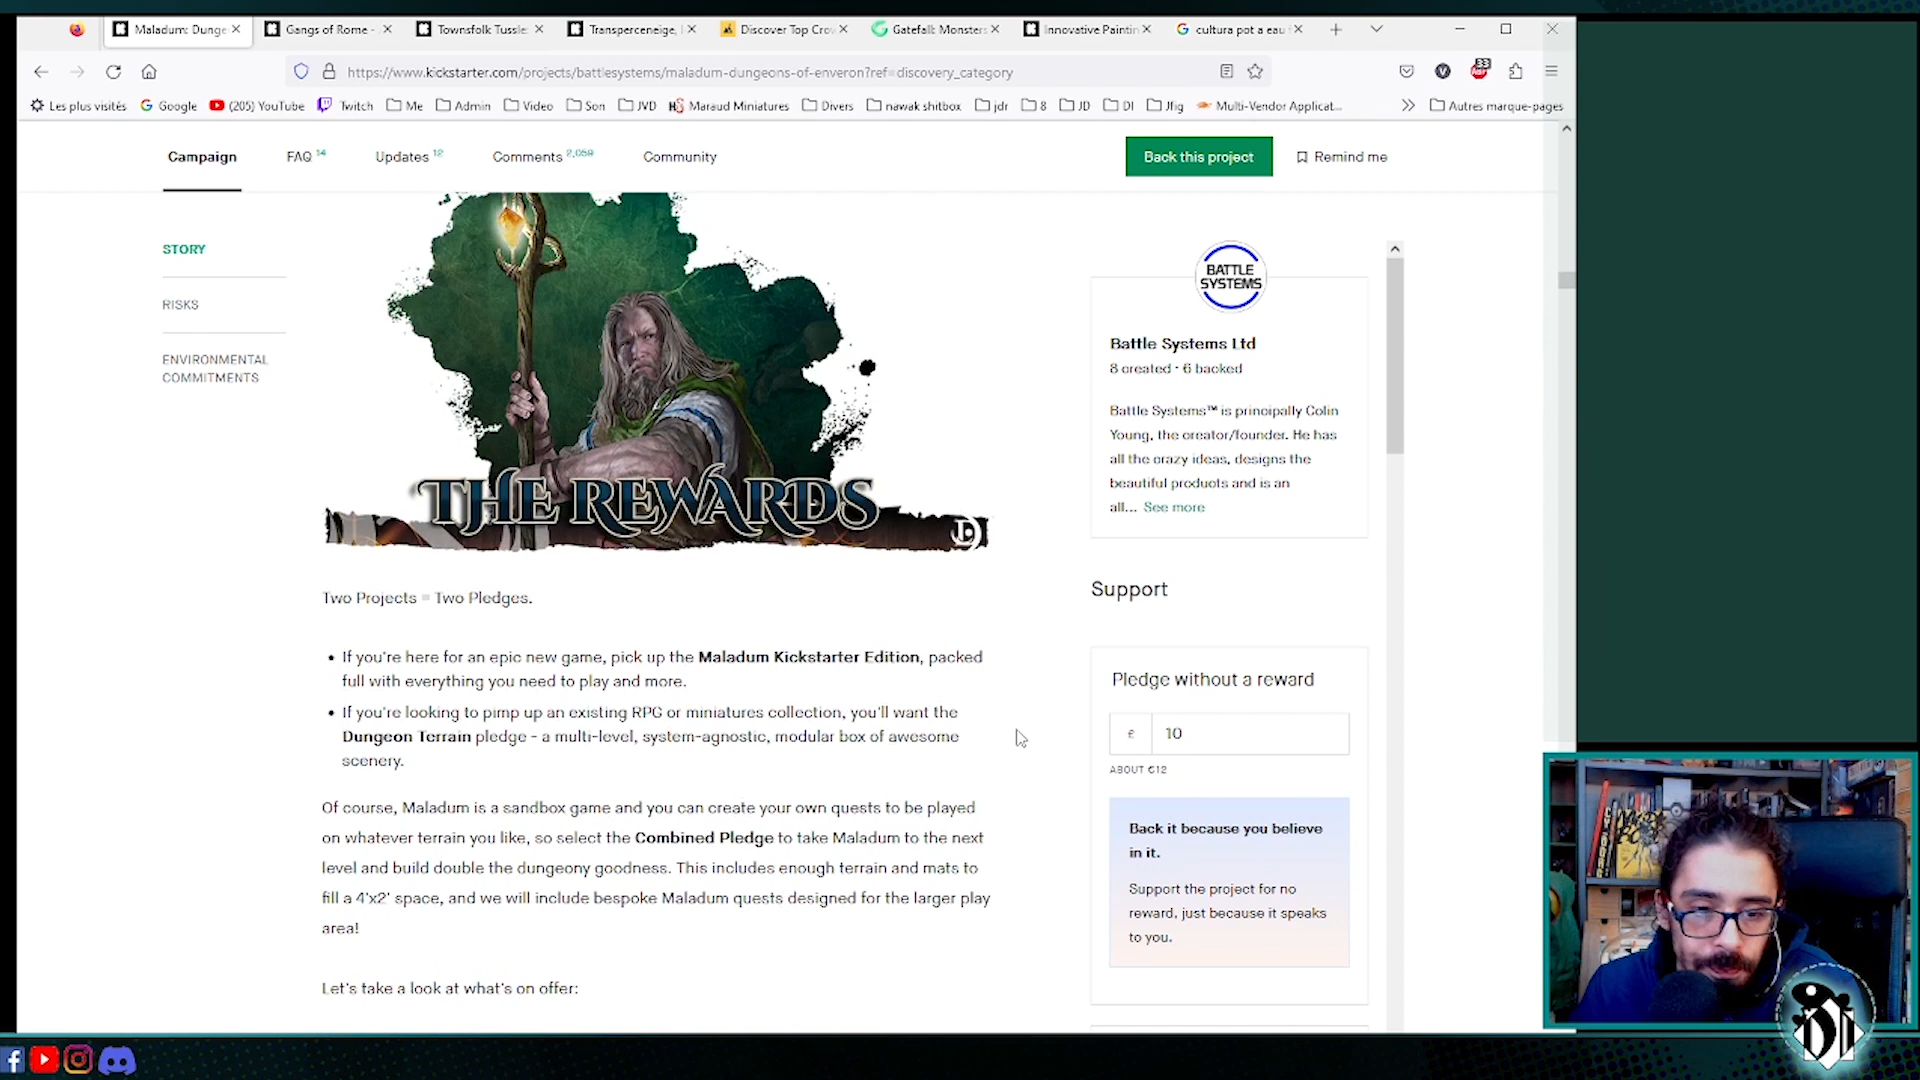 Maladum: Dunge
Gangs of Rome -
Townsfolk Tussle:
Transperceneige,
Discover Top Cro
Gatefall: Monsters
Innovative Paintin
cultura pot a eau
https://www.kickstarter.com/projects/battlesystems/maladum-dungeons-of-enveron?ref=discovery_category
33
Les plus visités
Google
(205) YouTube
Twitch
Me
Admin
Video
Son
JVD
Maraud Miniatures
Divers
nawak shitbox
jdr
8
JD
DI
Jfig
Multi-Vendor Applicat...
Autres marque-pages
Campaign
FAQ 14
Updates 12
Comments 2,059
Community
Back this project
Remind me
STORY
RISKS
ENVIRONMENTAL
COMMITMENTS
THE REWARDS
Two Projects = Two Pledges.
• If you're here for an epic new game, pick up the Maladum Kickstarter Edition, packed
full with everything you need to play and more.
• If you're looking to pimp up an existing RPG or miniatures collection, you'll want the
Dungeon Terrain pledge - a multi-level, system-agnostic, modular box of awesome
scenery.
Of course, Maladum is a sandbox game and you can create your own quests to be played
on whatever terrain you like, so select the Combined Pledge to take Maladum to the next
level and build double the dungeony goodness. This includes enough terrain and mats to
fill a 4'x2' space, and we will include bespoke Maladum quests designed for the larger play
area!
Let's take a look at what's on offer:
BATTLE
SYSTEMS
Battle Systems Ltd
8 created · 6 backed
Battle Systems™ is principally Colin
Young, the creator/founder. He has
all the crazy ideas, designs the
beautiful products and is an
all... See more
Support
Pledge without a reward
£ 10
ABOUT €12
Back it because you believe
in it.
Support the project for no
reward, just because it speaks
to you.